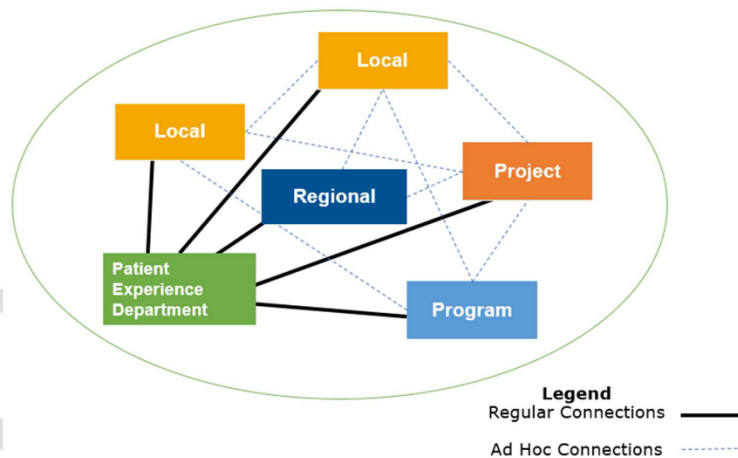 Local
Local
Project
Regional
Patient
Experience
Department
Program
Legend
Regular Connections
Ad Hoc Connections